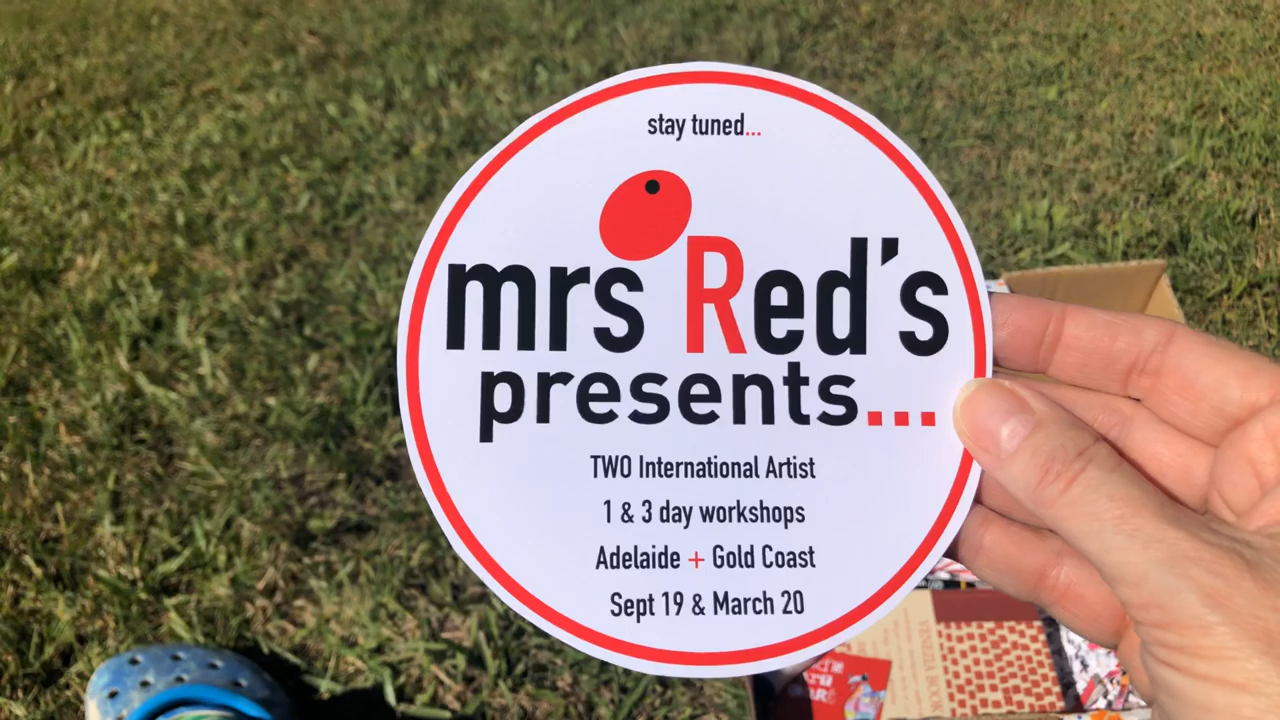 stay tuned...
mrs Red's
presents...
TWO International Artist
1 & 3 day workshops
Adelaide + Gold Coast
Sept 19 & March 20